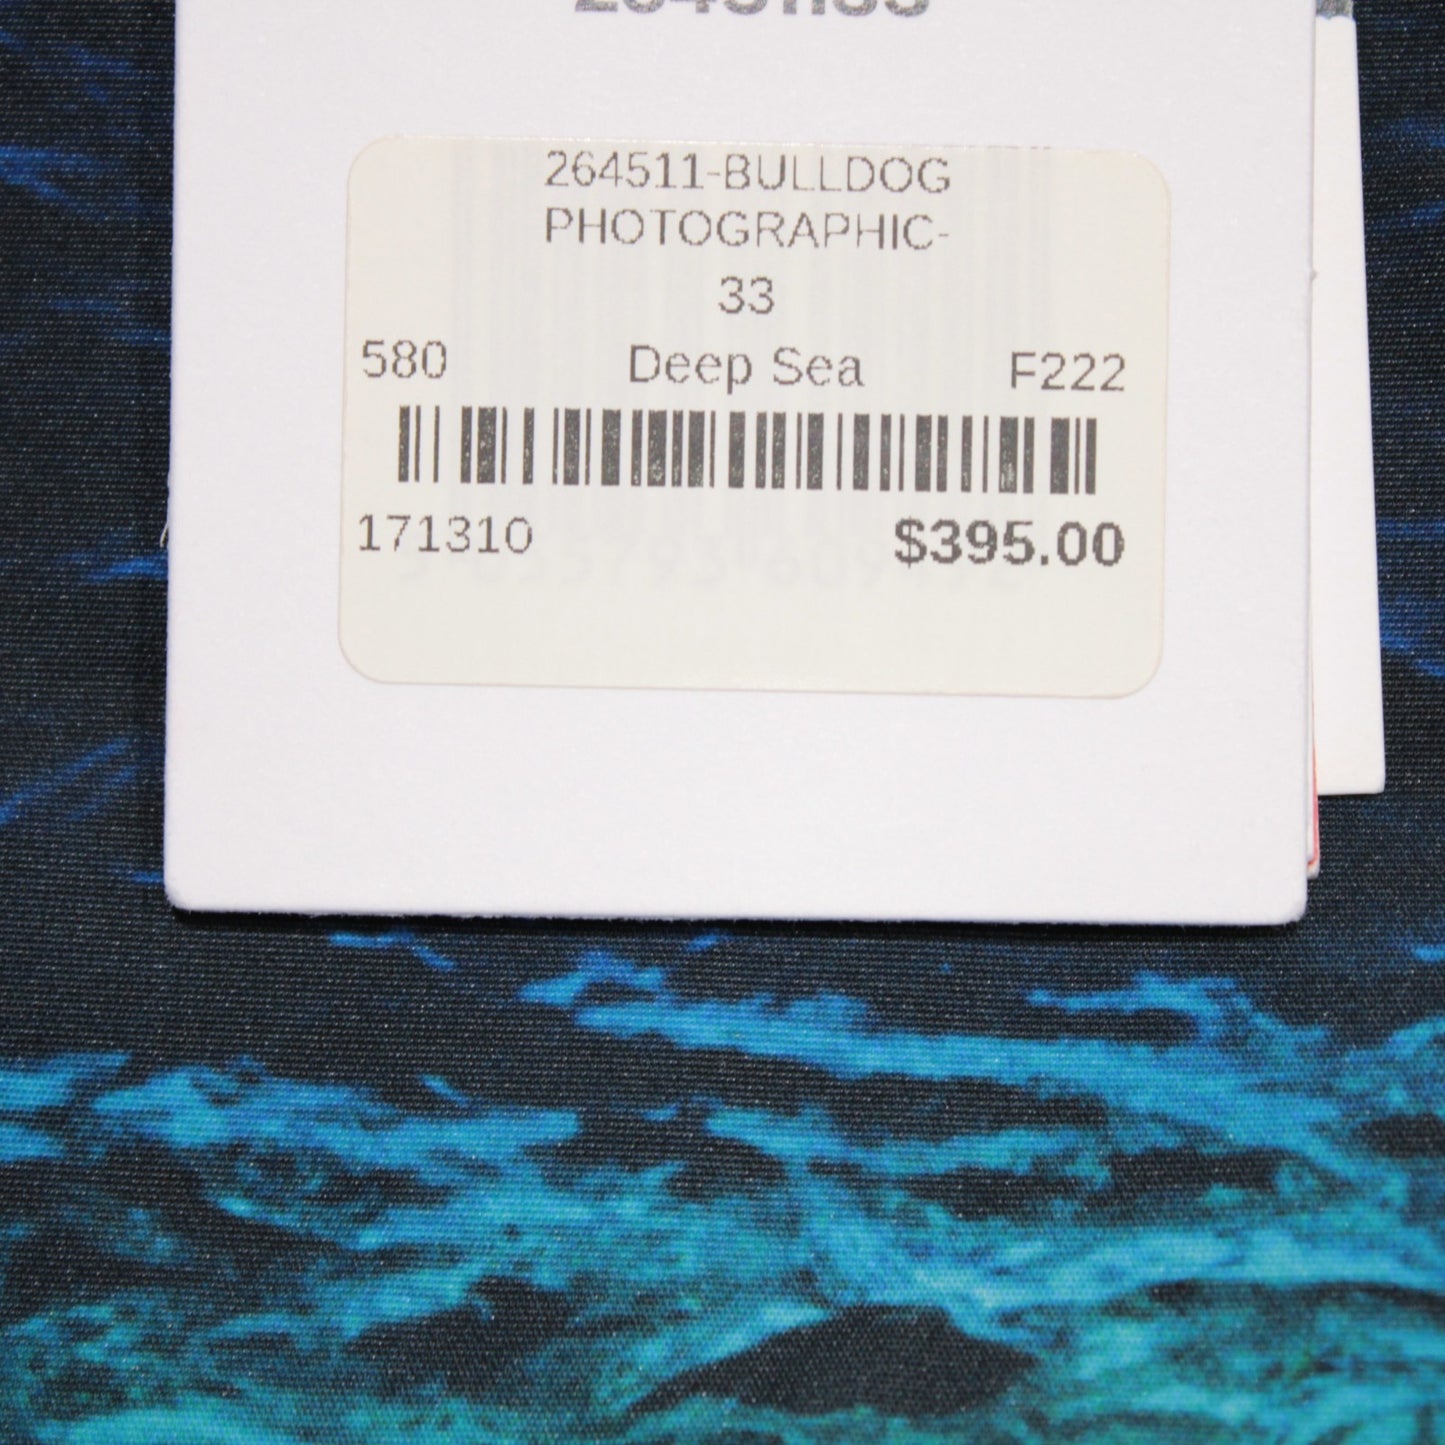 264511-BULLDOG
PHOTOGRAPHIC-
33
580 Deep Sea F222
171310 $395.00